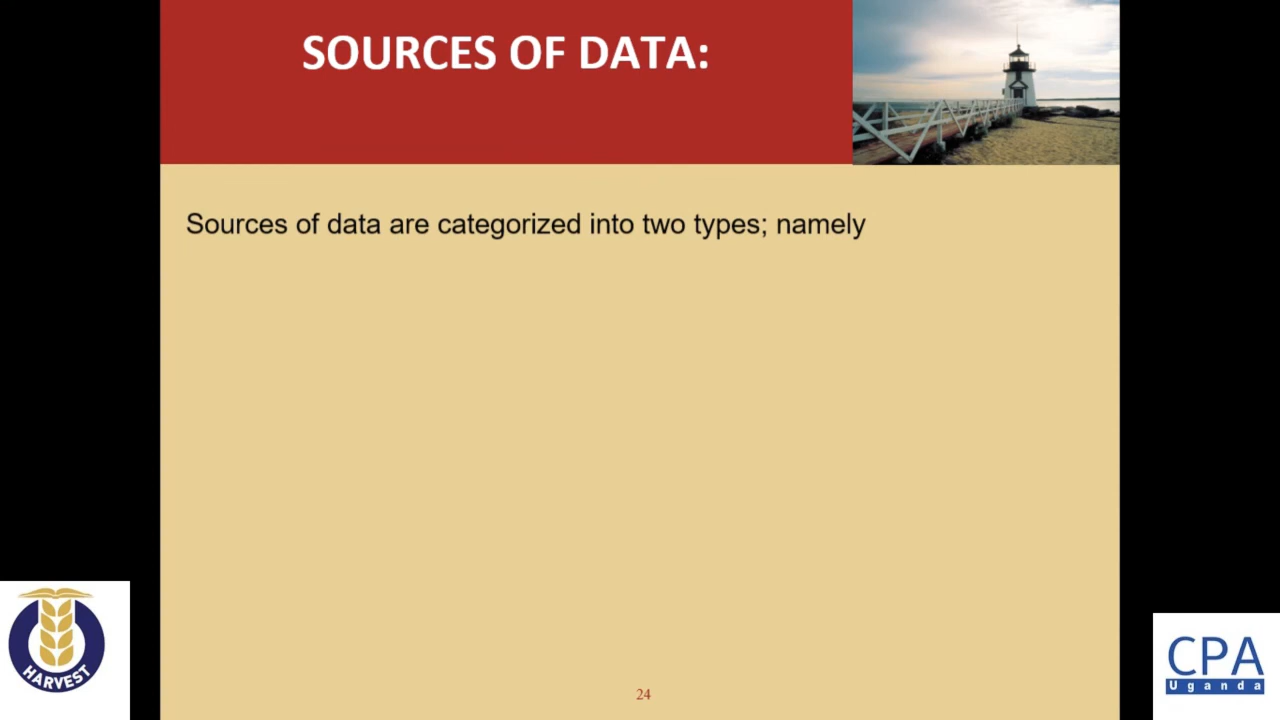 SOURCES OF DATA:
Sources of data are categorized into two types; namely
HARVEST
CPA
Uganda
24